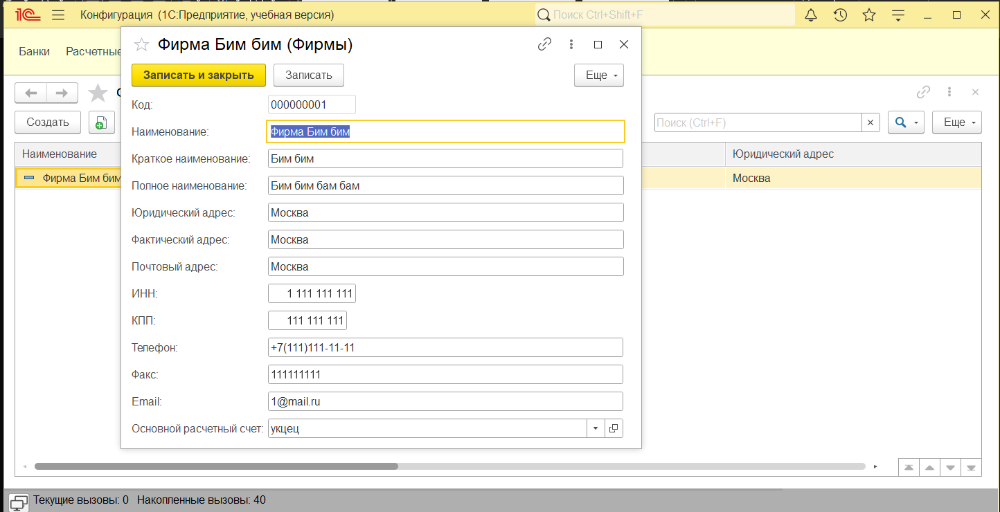 1С Конфигурация (1С:Предприятие, учебная версия) Поиск Ctrl+Shift+F
Банки Расчетные
Фирма Бим бим (Фирмы)
Записать и закрыть Записать Еще
Код: 000000001
Наименование: Фирма Бим бим
Краткое наименование: Бим бим
Полное наименование: Бим бим бам бам
Юридический адрес: Москва
Фактический адрес: Москва
Почтовый адрес: Москва
ИНН: 1 111 111 111
КПП: 111 111 111
Телефон: +7(111)111-11-11
Факс: 111111111
Email: 1@mail.ru
Основной расчетный счет: укцец
Создать Поиск (Ctrl+F) Еще
Наименование Юридический адрес
Фирма Бим бим Москва
Текущие вызовы: 0 Накопленные вызовы: 40